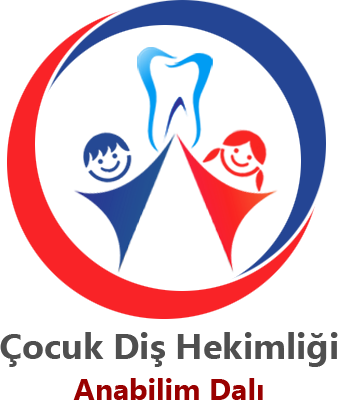 Çocuk Diş Hekimliği
Anabilim Dalı